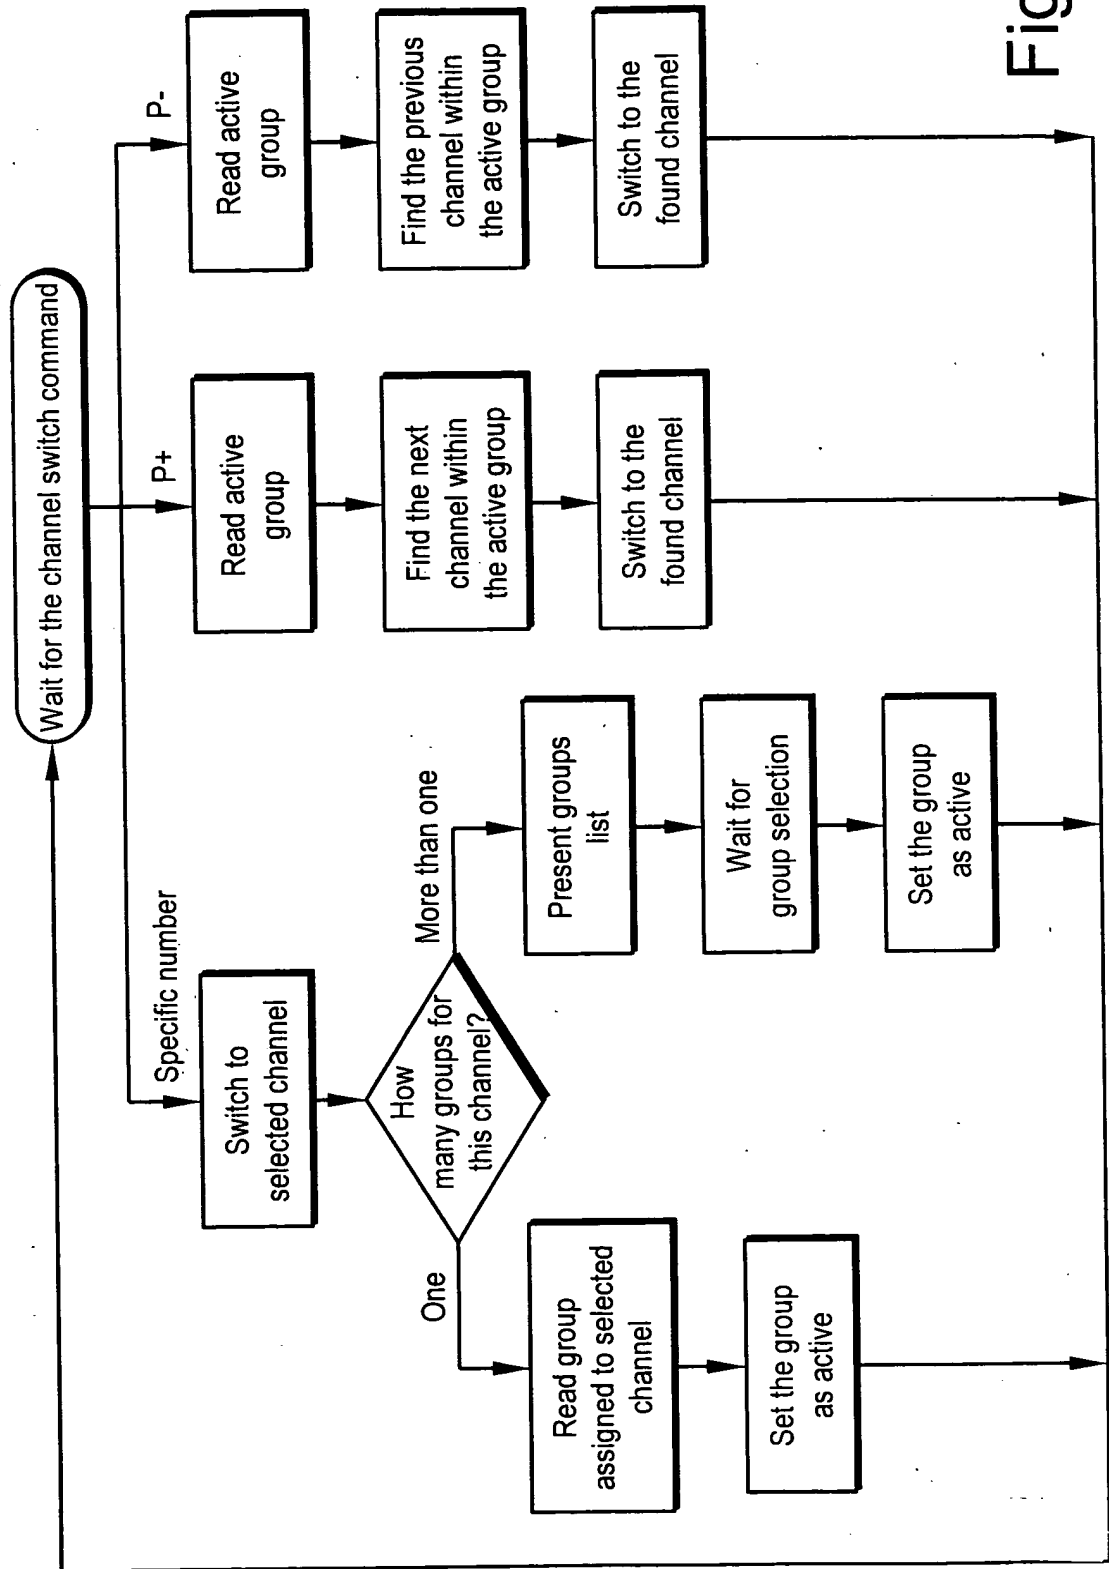 Wait for the channel switch command
Specific number
P+
P-
Switch to
selected channel
Read active
group
Read active
group
How
many groups for
this channel?
Find the next
channel within
the active group
Find the previous
channel within
the active group
One
More than one
Read group
assigned to selected
channel
Present groups
list
Switch to the
found channel
Switch to the
found channel
Wait for
group selection
Set the group
as active
Set the group
as active
Fig